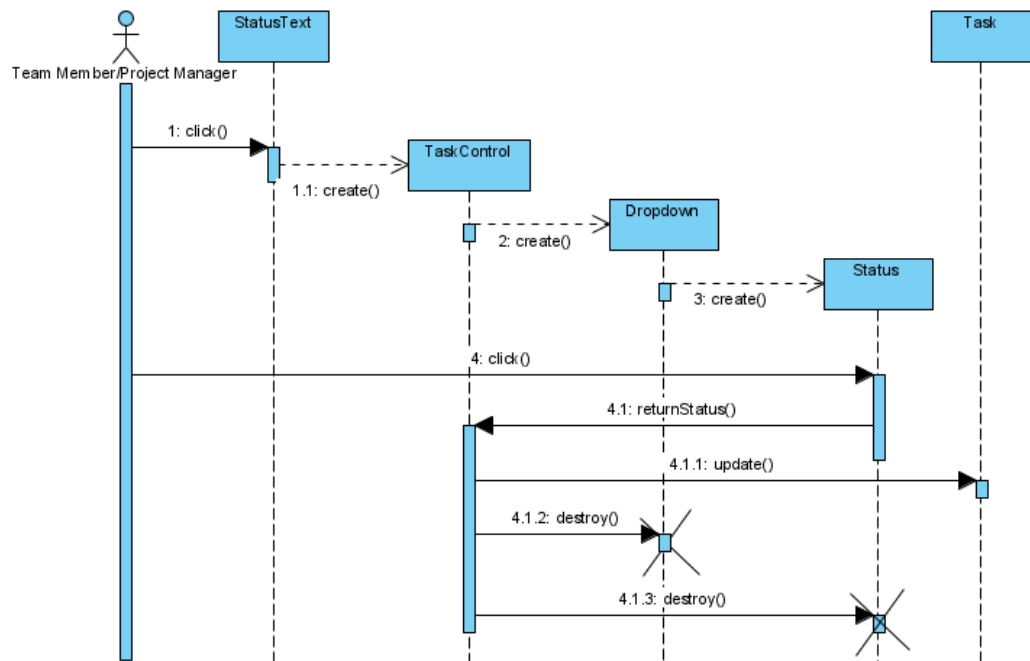 StatusText
Task
Team Member/Project Manager
1: click()
TaskControl
1.1: create()
Dropdown
2: create()
Status
3: create()
4: click()
4.1: returnStatus()
4.1.1: update()
4.1.2: destroy()
4.1.3: destroy()